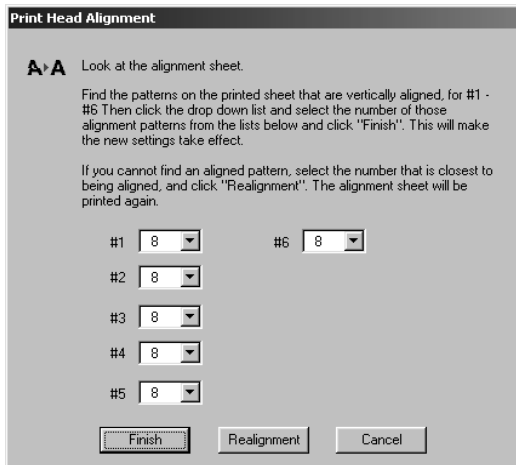 Print Head Alignment
A▸A Look at the alignment sheet.
Find the patterns on the printed sheet that are vertically aligned, for #1 -
#6 Then click the drop down list and select the number of those
alignment patterns from the lists below and click "Finish". This will make
the new settings take effect.
If you cannot find an aligned pattern, select the number that is closest to
being aligned, and click "Realignment". The alignment sheet will be
printed again.
#1 8 #6 8
#2 8
#3 8
#4 8
#5 8
Finish Realignment Cancel